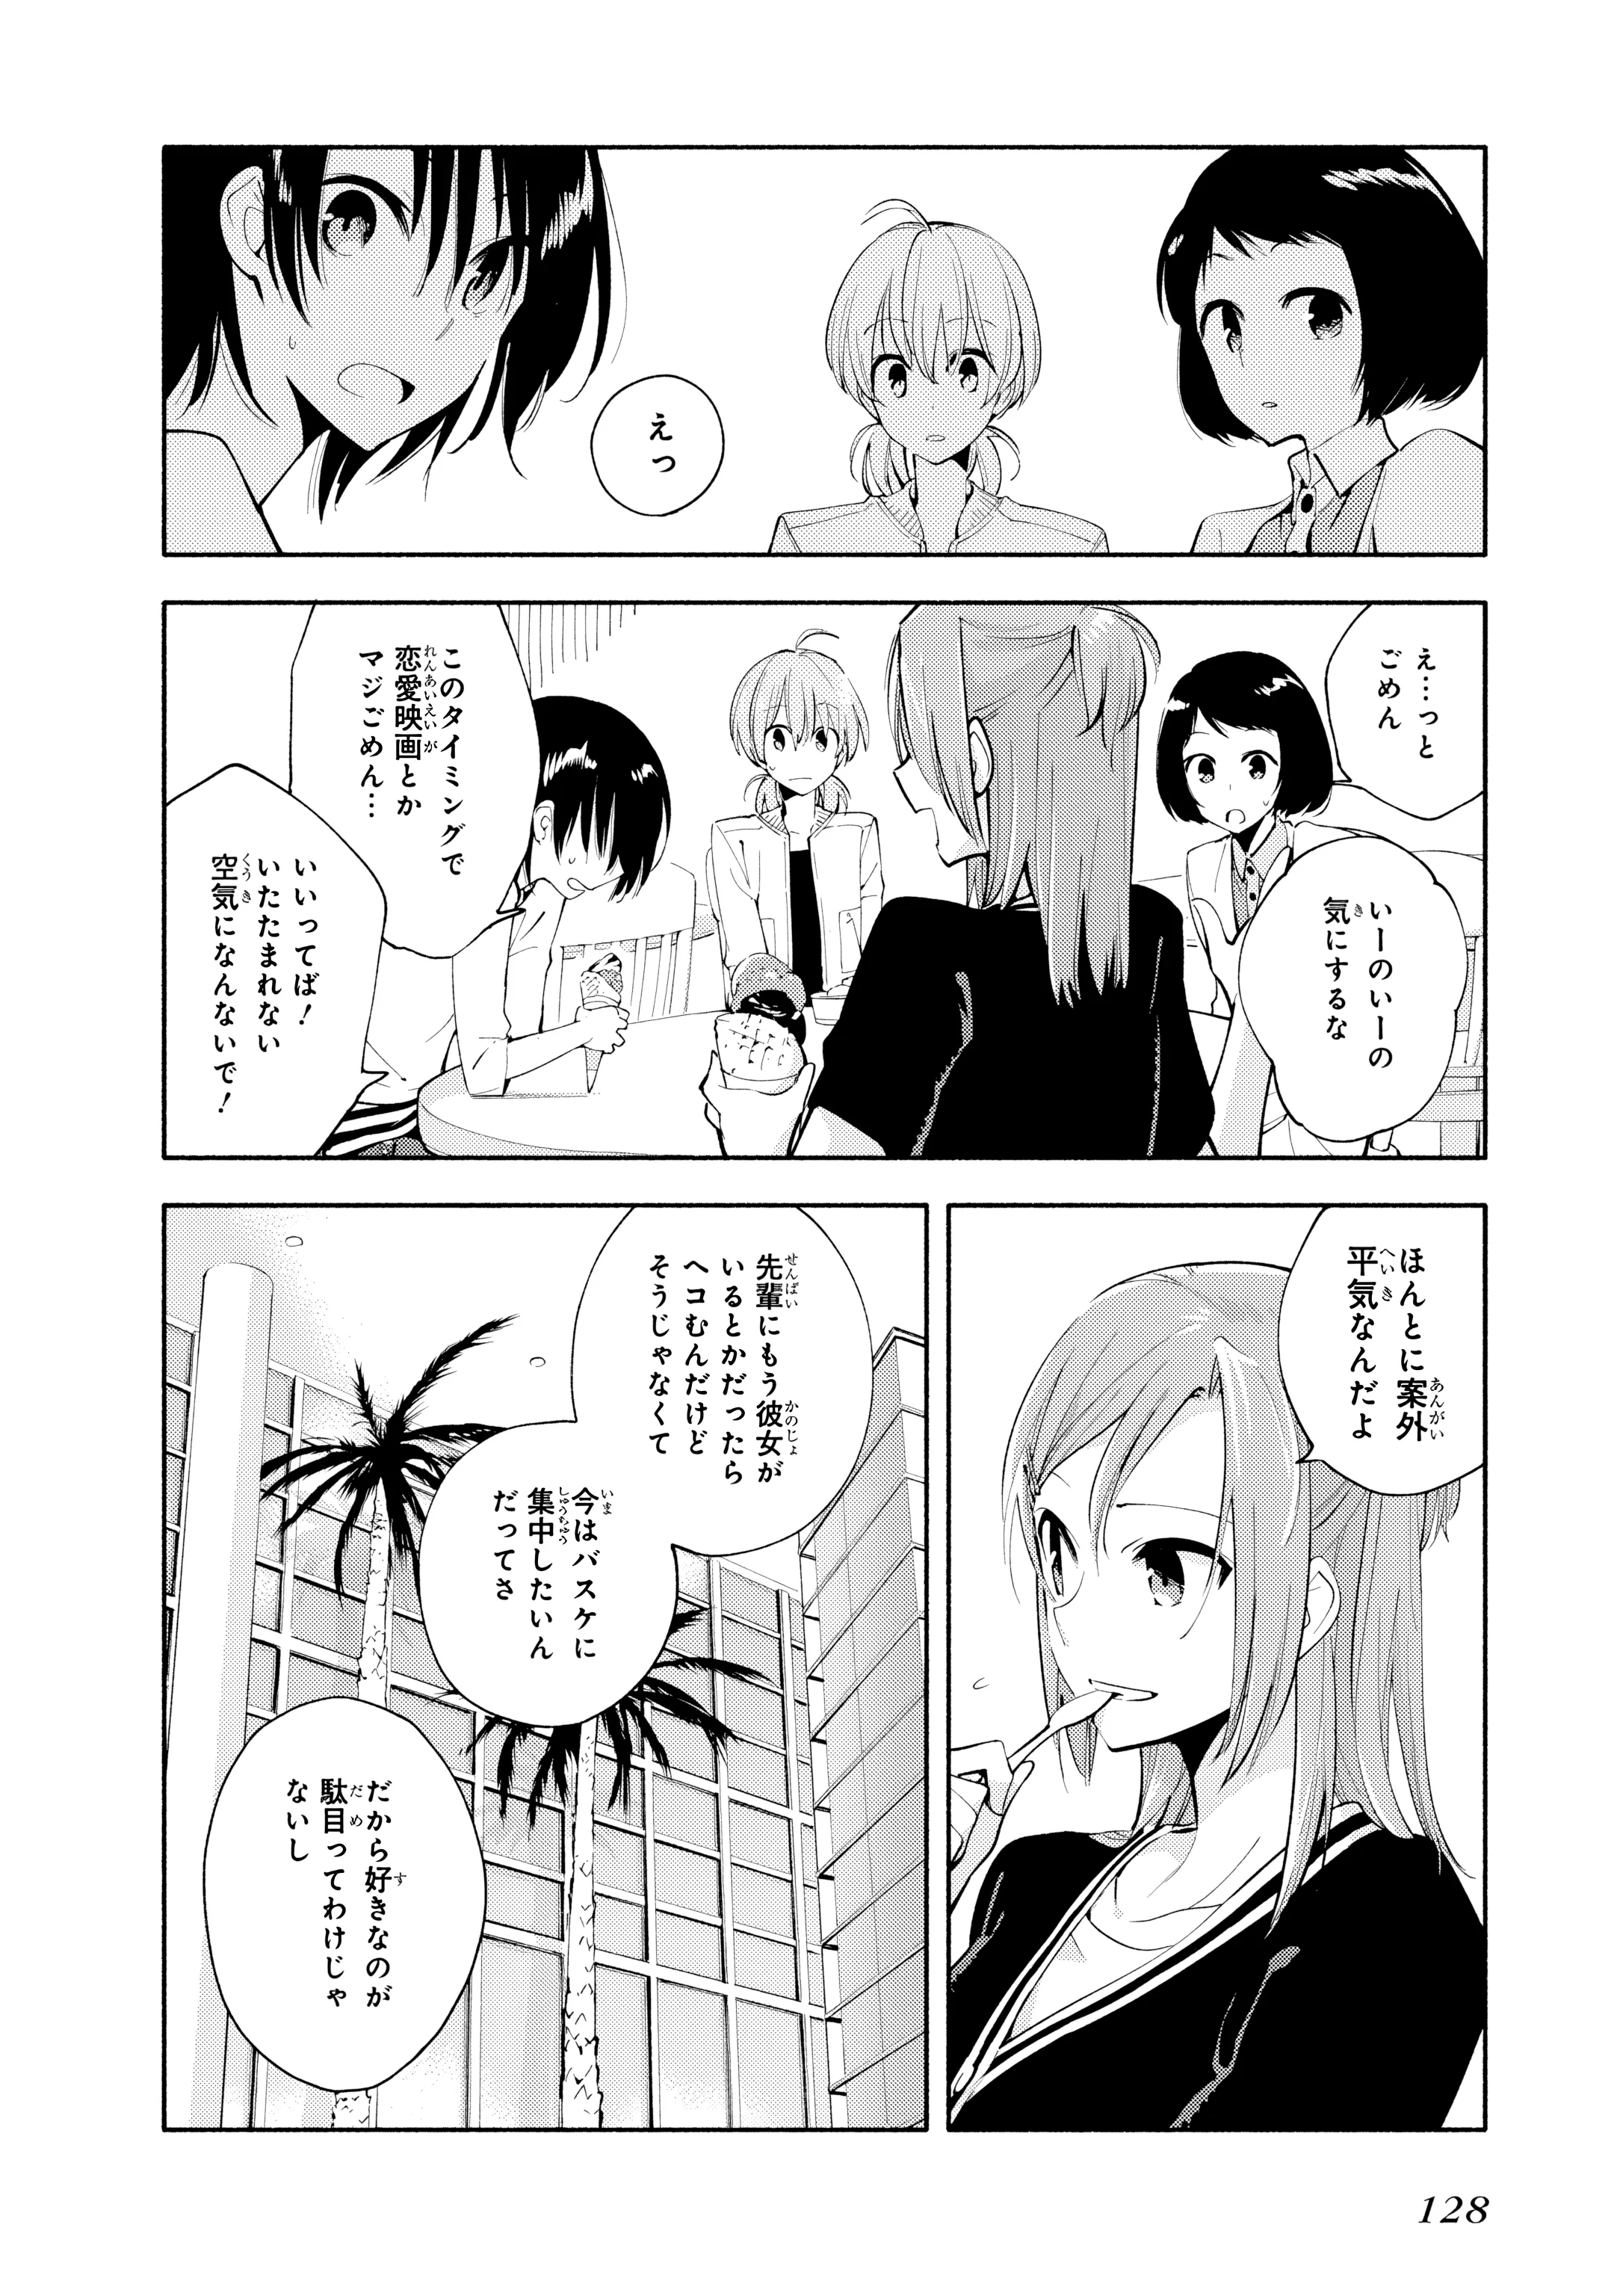 えっ
え…っと
ごめん
いーのいーの
気にするな
このタイミングで
恋愛映画とか
マジごめん…
いいってば!
いたたまれない
空気になんないで!
ほんとに案外
平気なんだよ
先輩にもう彼女が
いるとかだったら
ヘコむんだけど
そうじゃなくて
今はバスケに
集中したいん
だってさ
だから好きなのが
駄目ってわけじゃ
ないし
128